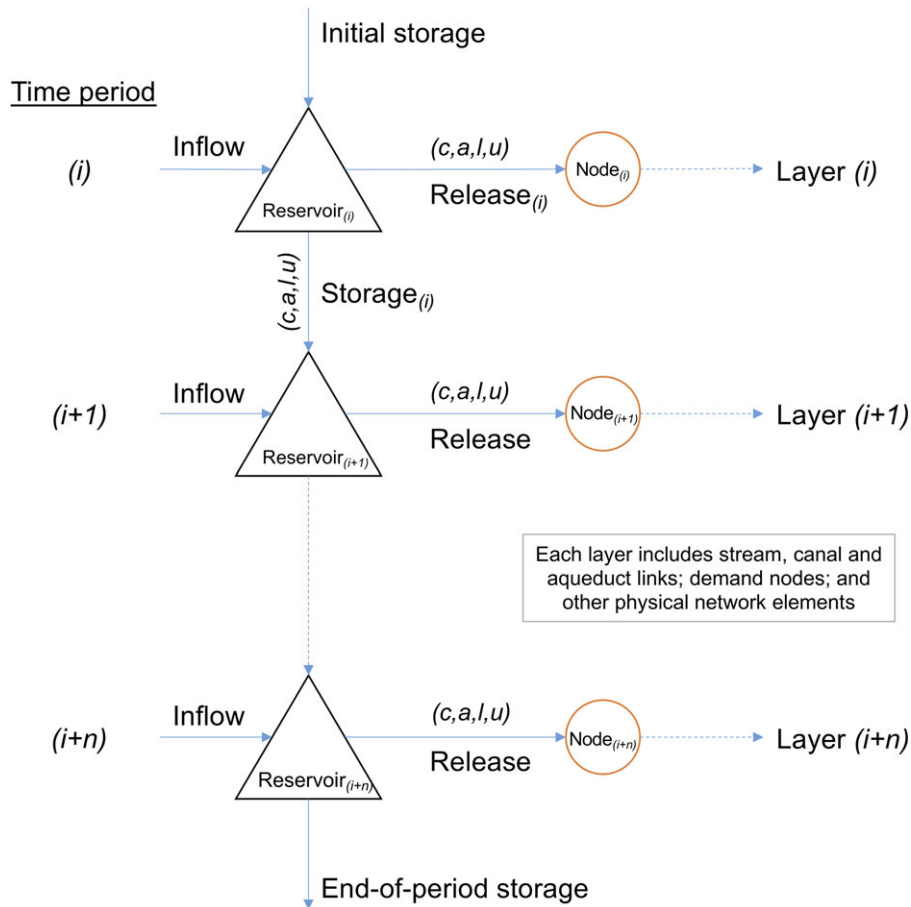 Initial storage
Time period
(i)
Inflow
Reservoir(i)
(c,a,l,u)
Release(i)
Node(i)
Layer (i)
(c,a,l,u)
Storage(i)
(i+1)
Inflow
Reservoir(i+1)
(c,a,l,u)
Release
Node(i+1)
Layer (i+1)
Each layer includes stream, canal and
aqueduct links; demand nodes; and
other physical network elements
(i+n)
Inflow
Reservoir(i+n)
(c,a,l,u)
Release
Node(i+n)
Layer (i+n)
End-of-period storage